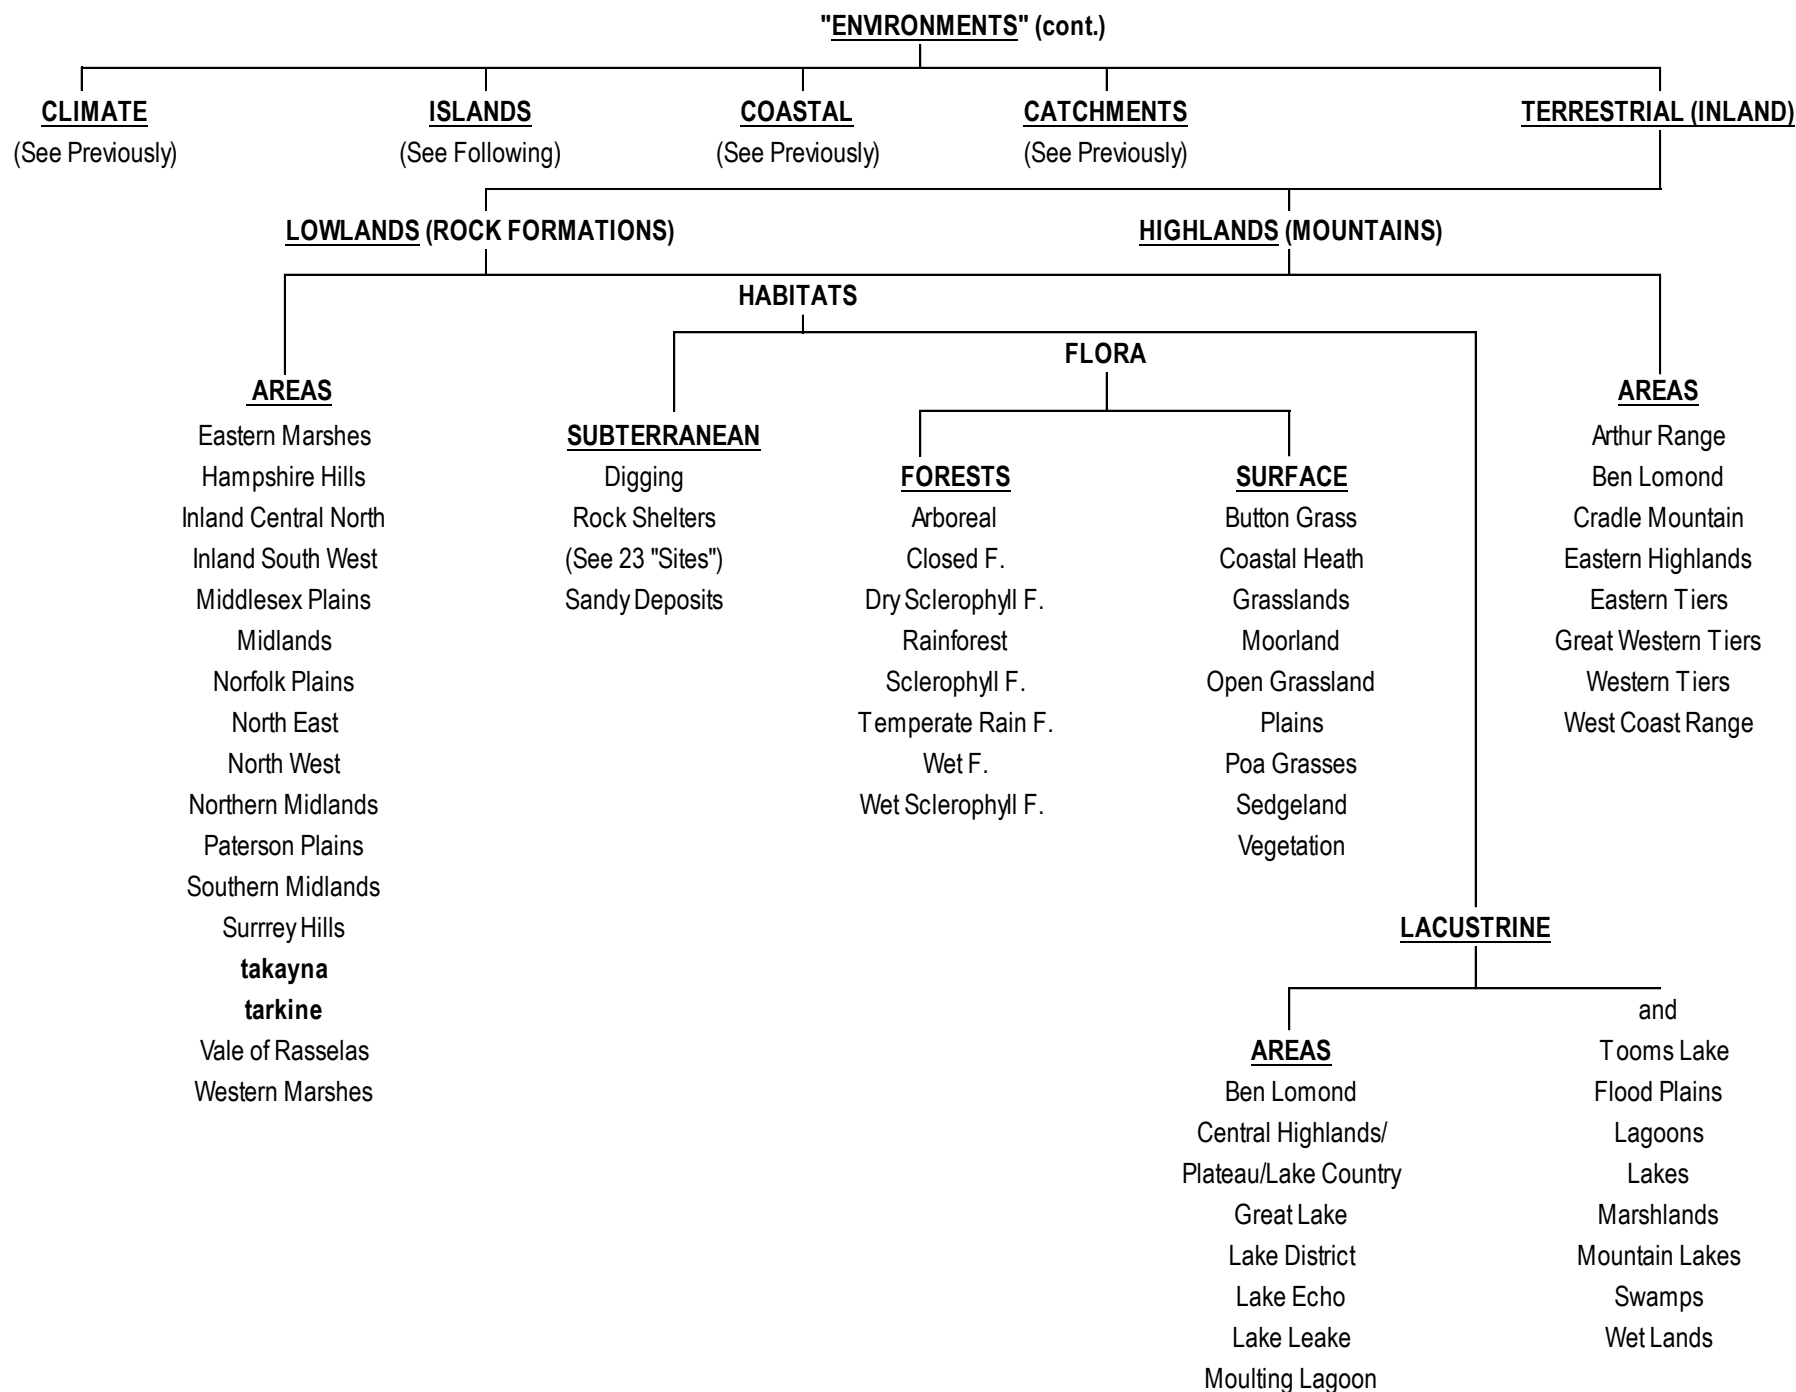 "ENVIRONMENTS" (cont.)
CLIMATE
(See Previously)
ISLANDS
(See Following)
COASTAL
(See Previously)
CATCHMENTS
(See Previously)
TERRESTRIAL (INLAND)
LOWLANDS (ROCK FORMATIONS)
HIGHLANDS (MOUNTAINS)
HABITATS
FLORA
AREAS
Eastern Marshes
Hampshire Hills
Inland Central North
Inland South West
Middlesex Plains
Midlands
Norfolk Plains
North East
North West
Northern Midlands
Paterson Plains
Southern Midlands
Surrrey Hills
takayna
tarkine
Vale of Rasselas
Western Marshes
SUBTERRANEAN
Digging
Rock Shelters
(See 23 "Sites")
Sandy Deposits
FORESTS
Arboreal
Closed F.
Dry Sclerophyll F.
Rainforest
Sclerophyll F.
Temperate Rain F.
Wet F.
Wet Sclerophyll F.
SURFACE
Button Grass
Coastal Heath
Grasslands
Moorland
Open Grassland
Plains
Poa Grasses
Sedgeland
Vegetation
AREAS
Arthur Range
Ben Lomond
Cradle Mountain
Eastern Highlands
Eastern Tiers
Great Western Tiers
Western Tiers
West Coast Range
LACUSTRINE
AREAS
Ben Lomond
Central Highlands/
Plateau/Lake Country
Great Lake
Lake District
Lake Echo
Lake Leake
Moulting Lagoon
and
Tooms Lake
Flood Plains
Lagoons
Lakes
Marshlands
Mountain Lakes
Swamps
Wet Lands